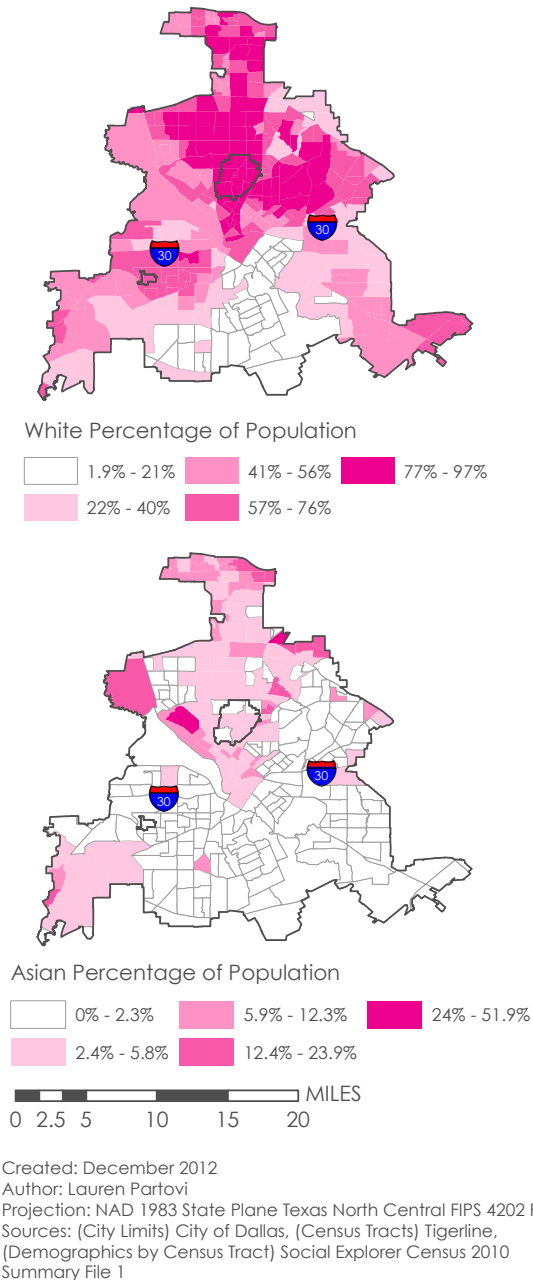 30
30
White Percentage of Population
1.9% - 21%
41% - 56%
77% - 97%
22% - 40%
57% - 76%
30
30
Asian Percentage of Population
0% - 2.3%
5.9% - 12.3%
24% - 51.9%
2.4% - 5.8%
12.4% - 23.9%
MILES
0 2.5 5 10 15 20
Created: December 2012
Author: Lauren Partovi
Projection: NAD 1983 State Plane Texas North Central FIPS 4202 F
Sources: (City Limits) City of Dallas, (Census Tracts) Tigerline,
(Demographics by Census Tract) Social Explorer Census 2010
Summary File 1